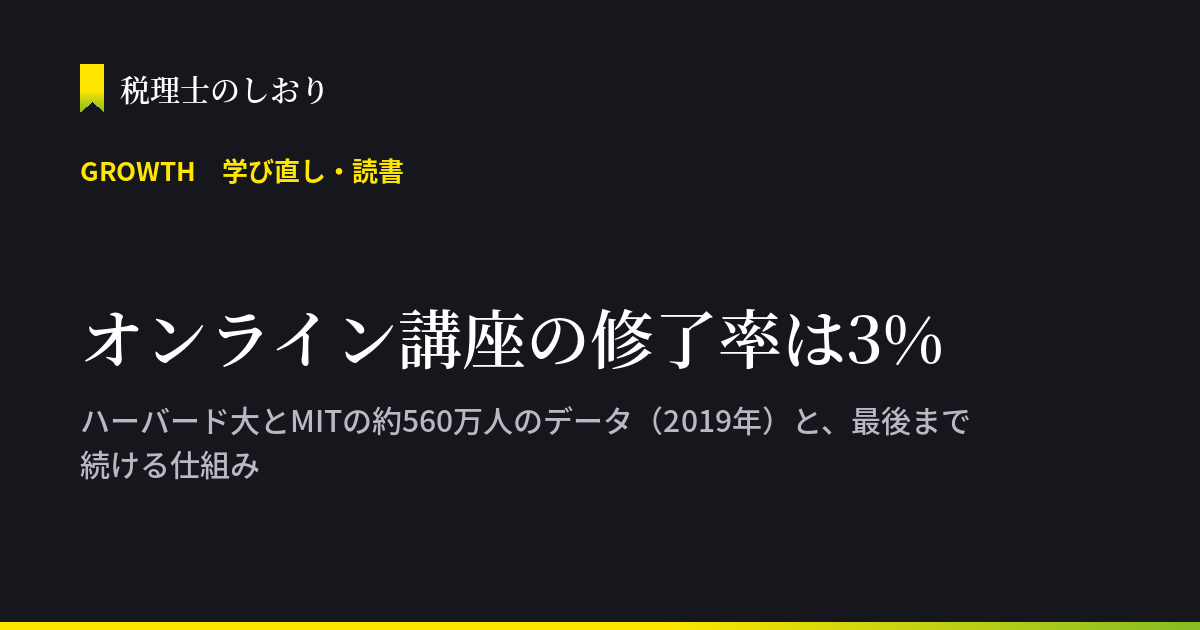 税理士のしおり
GROWTH　学び直し・読書
オンライン講座の修了率は3%
ハーバード大とMITの約560万人のデータ（2019年）と、最後まで
続ける仕組み